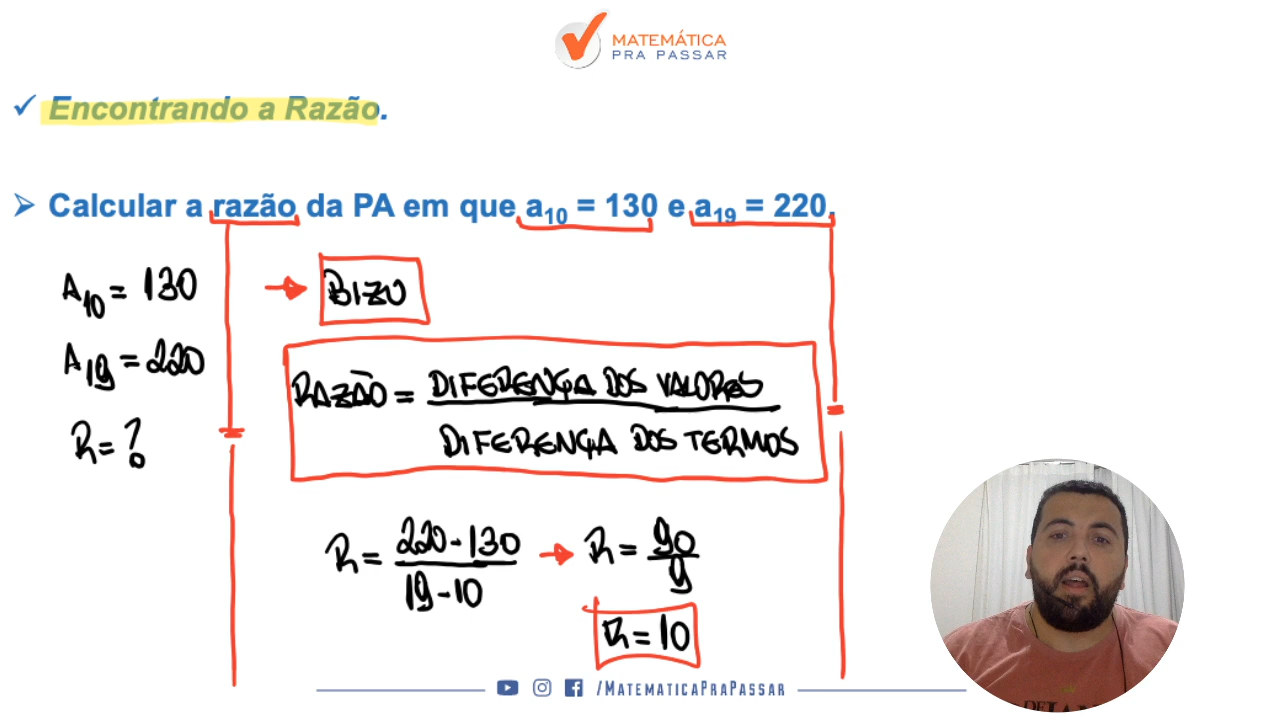 MATEMÁTICA
PRA PASSAR
✓ Encontrando a Razão.
➢ Calcular a razão da PA em que a₁₀ = 130 e a₁₉ = 220.
A₁₀ = 130
→ BIZU
A₁₉ = 220
RAZÃO = DIFERENÇA DOS VALORES
DIFERENÇA DOS TERMOS
R = ?
R = 220 - 130 / 19 - 10 → R = 90 / 9
R = 10
/MATEMATICAPRAPASSAR